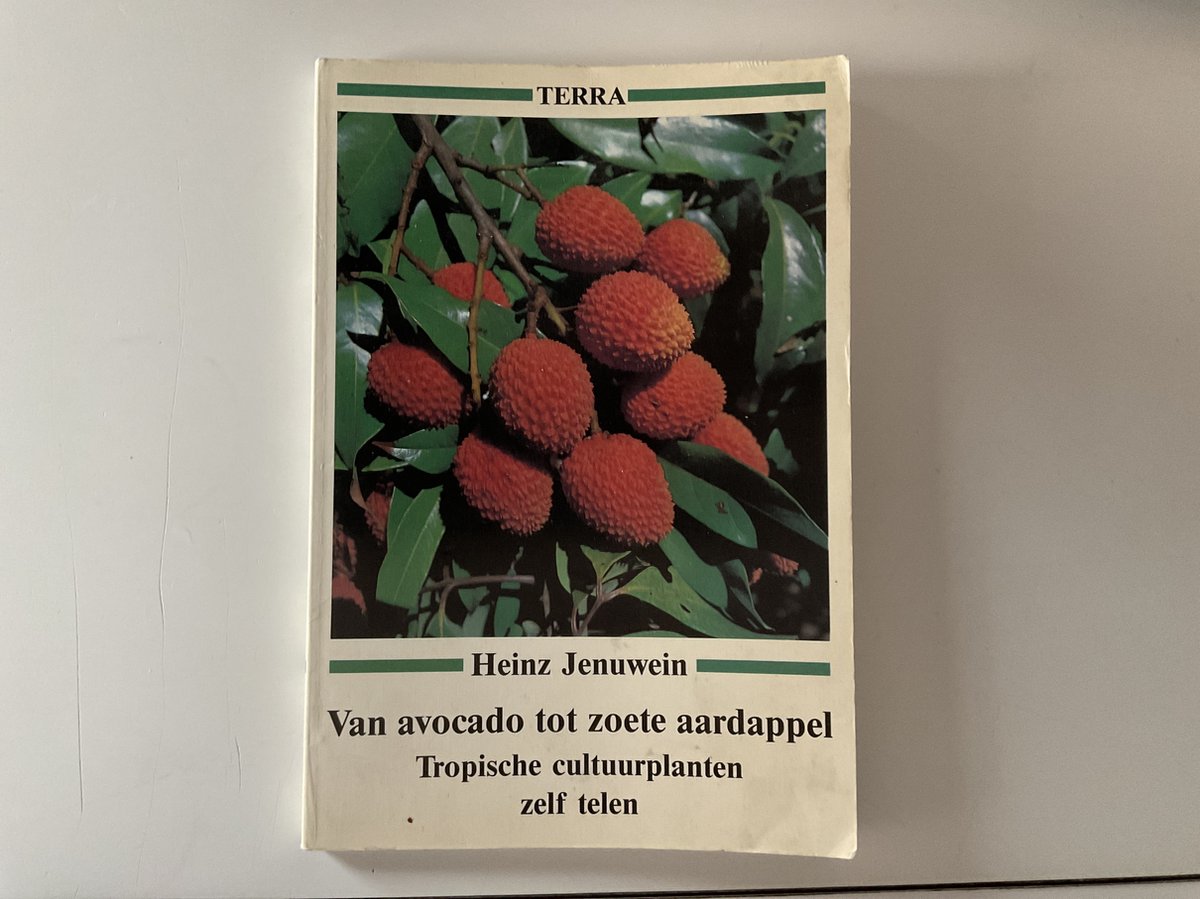 TERRA
Heinz Jenuwein
Van avocado tot zoete aardappel
Tropische cultuurplanten
zelf telen